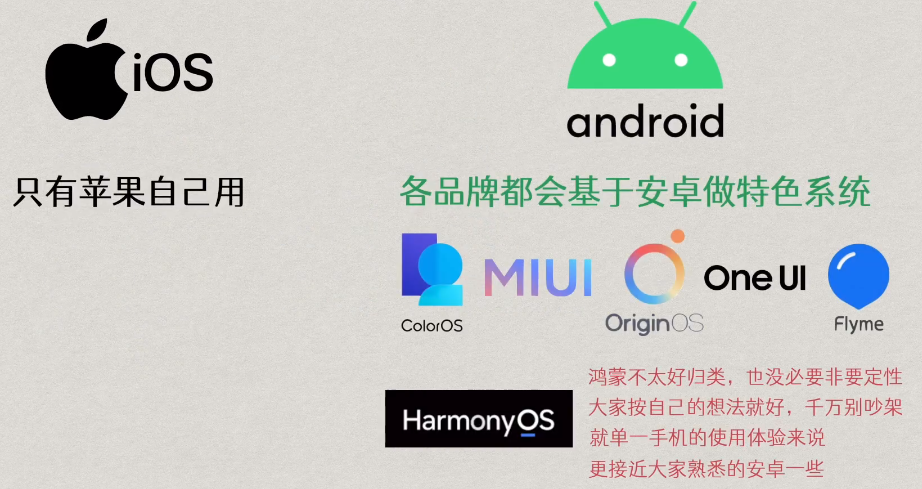 iOS
android
只有苹果自己用
各品牌都会基于安卓做特色系统
ColorOS
MIUI
OriginOS
One UI
Flyme
HarmonyOS
鸿蒙不太好归类，也没必要非要定性
大家按自己的想法就好，千万别吵架
就单一手机的使用体验来说
更接近大家熟悉的安卓一些